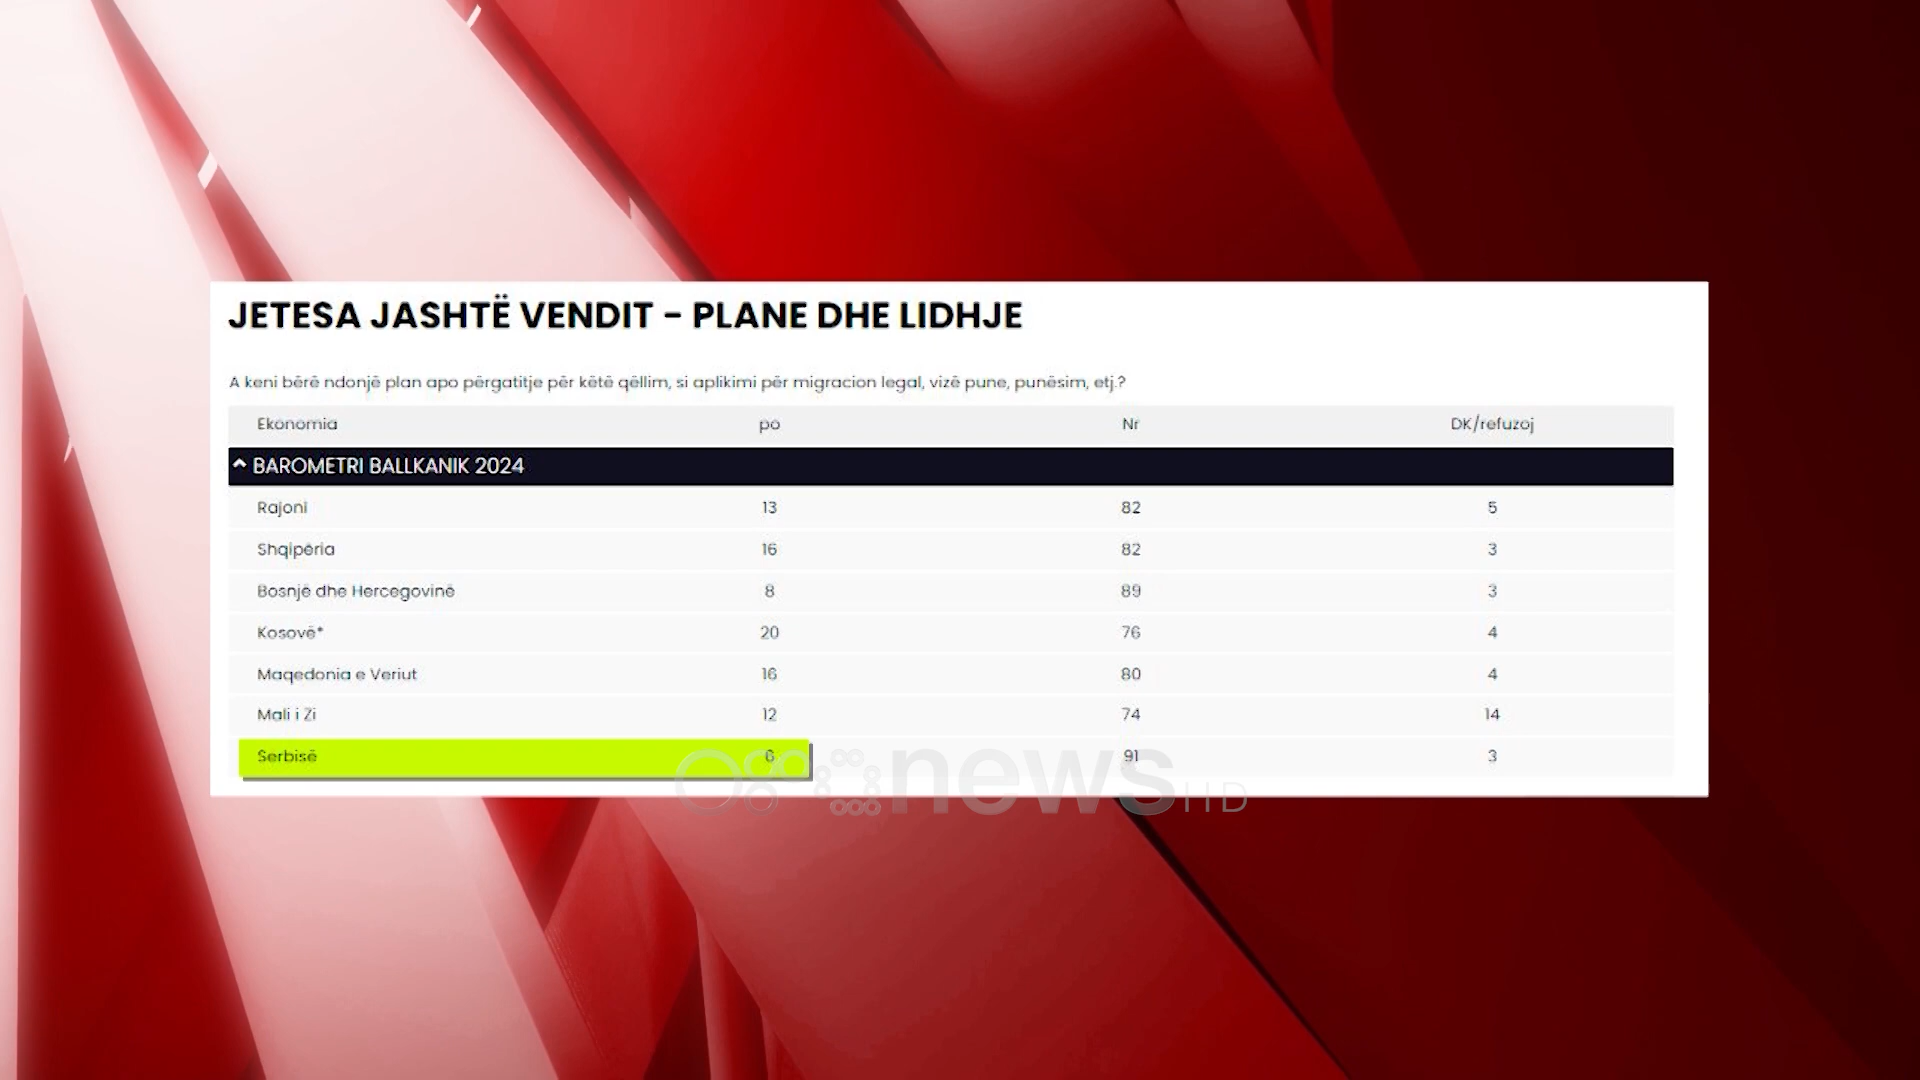 JETESA JASHTË VENDIT - PLANE DHE LIDHJE
A keni bërë ndonjë plan apo përgatitje për këtë qëllim, si aplikimi për migracion legal, vizë pune, punësim, etj.?
Ekonomia po Nr DK/refuzoj
BAROMETRI BALLKANIK 2024
Rajoni 13 82 5
Shqipëria 16 82 3
Bosnjë dhe Hercegovinë 8 89 3
Kosovë* 20 76 4
Maqedonia e Veriut 16 80 4
Mali i Zi 12 74 14
Serbisë 6 91 3
news HD